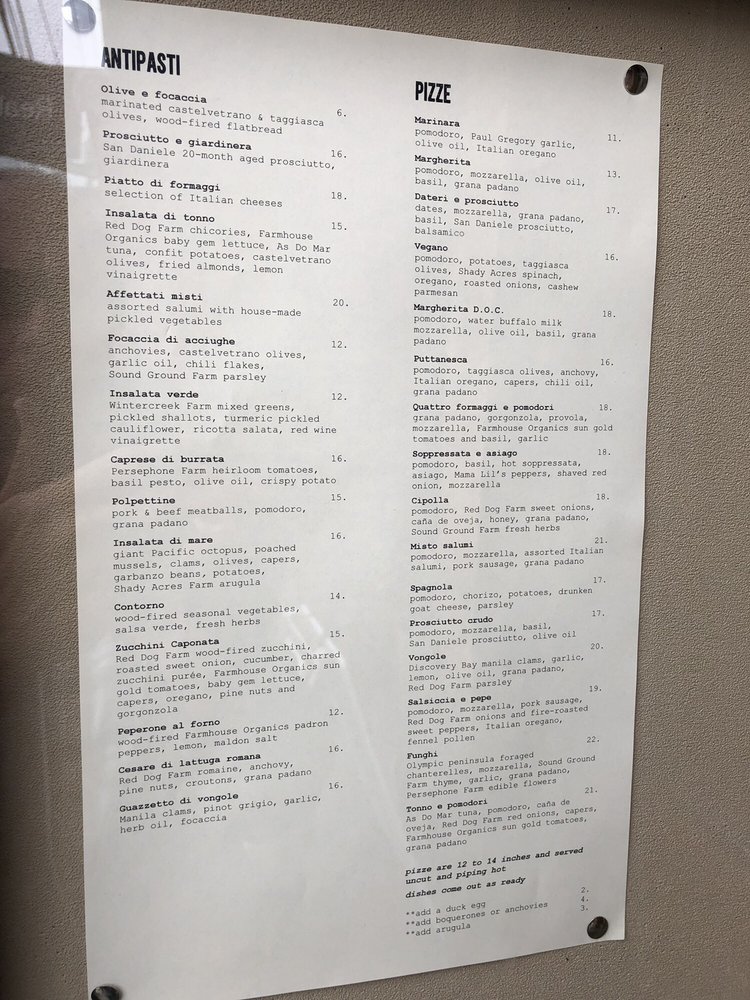 ANTIPASTI
Olive e focaccia
marinated castelvetrano & taggiasca 6.
olives, wood-fired flatbread
Prosciutto e giardinera
San Daniele 20-month aged prosciutto, 16.
giardinera
Piatto di formaggi
selection of Italian cheeses 18.
Insalata di tonno
Red Dog Farm chicories, Farmhouse 15.
Organics baby gem lettuce, As Do Mar
tuna, confit potatoes, castelvetrano
olives, fried almonds, lemon
vinaigrette
Affettati misti
assorted salumi with house-made 20.
pickled vegetables
Focaccia di acciughe
anchovies, castelvetrano olives, 12.
garlic oil, chili flakes,
Sound Ground Farm parsley
Insalata verde
Wintercreek Farm mixed greens, 12.
pickled shallots, turmeric pickled
cauliflower, ricotta salata, red wine
vinaigrette
Caprese di burrata
Persephone Farm heirloom tomatoes, 16.
basil pesto, olive oil, crispy potato
Polpettine 15.
pork & beef meatballs, pomodoro,
grana padano
Insalata di mare 16.
giant Pacific octopus, poached
mussels, clams, olives, capers,
garbanzo beans, potatoes,
Shady Acres Farm arugula
Contorno 14.
wood-fired seasonal vegetables,
salsa verde, fresh herbs
Zucchini Caponata 15.
Red Dog Farm wood-fired zucchini,
roasted sweet onion, cucumber, charred
zucchini purée, Farmhouse Organics sun
gold tomatoes, baby gem lettuce,
capers, oregano, pine nuts and
gorgonzola
Peperone al forno 12.
wood-fired Farmhouse Organics padron
peppers, lemon, maldon salt
Cesare di lattuga romana 16.
Red Dog Farm romaine, anchovy,
pine nuts, croutons, grana padano
Guazzetto di vongole 16.
Manila clams, pinot grigio, garlic,
herb oil, focaccia
PIZZE
Marinara
pomodoro, Paul Gregory garlic, 11.
olive oil, Italian oregano
Margherita
pomodoro, mozzarella, olive oil, 13.
basil, grana padano
Dateri e prosciutto
dates, mozzarella, grana padano, 17.
basil, San Daniele prosciutto,
balsamico
Vegano
pomodoro, potatoes, taggiasca 16.
olives, Shady Acres spinach,
oregano, roasted onions, cashew
parmesan
Margherita D.O.C.
pomodoro, water buffalo milk 18.
mozzarella, olive oil, basil, grana
padano
Puttanesca 16.
pomodoro, taggiasca olives, anchovy,
Italian oregano, capers, chili oil,
grana padano
Quattro formaggi e pomodori 18.
grana padano, gorgonzola, provola,
mozzarella, Farmhouse Organics sun gold
tomatoes and basil, garlic
Soppressata e asiago 18.
pomodoro, basil, hot soppressata,
asiago, Mama Lil's peppers, shaved red
onion, mozzarella
Cipolla 18.
pomodoro, Red Dog Farm sweet onions,
caña de oveja, honey, grana padano,
Sound Ground Farm fresh herbs
Misto salumi 21.
pomodoro, mozzarella, assorted Italian
salumi, pork sausage, grana padano
Spagnola 17.
pomodoro, chorizo, potatoes, drunken
goat cheese, parsley
Prosciutto crudo 17.
pomodoro, mozzarella, basil,
San Daniele prosciutto, olive oil
Vongole 20.
Discovery Bay manila clams, garlic,
lemon, olive oil, grana padano,
Red Dog Farm parsley
Salsiccia e pepe 19.
pomodoro, mozzarella, pork sausage,
Red Dog Farm onions and fire-roasted
sweet peppers, Italian oregano,
fennel pollen
Funghi 22.
Olympic peninsula foraged
chanterelles, mozzarella, Sound Ground
Farm thyme, garlic, grana padano,
Persephone Farm edible flowers
Tonno e pomodori 21.
As Do Mar tuna, pomodoro, caña de
oveja, Red Dog Farm red onions, capers,
Farmhouse Organics sun gold tomatoes,
grana padano
pizze are 12 to 14 inches and served
uncut and piping hot
dishes come out as ready
**add a duck egg 2.
**add boquerones or anchovies 4.
**add arugula 3.